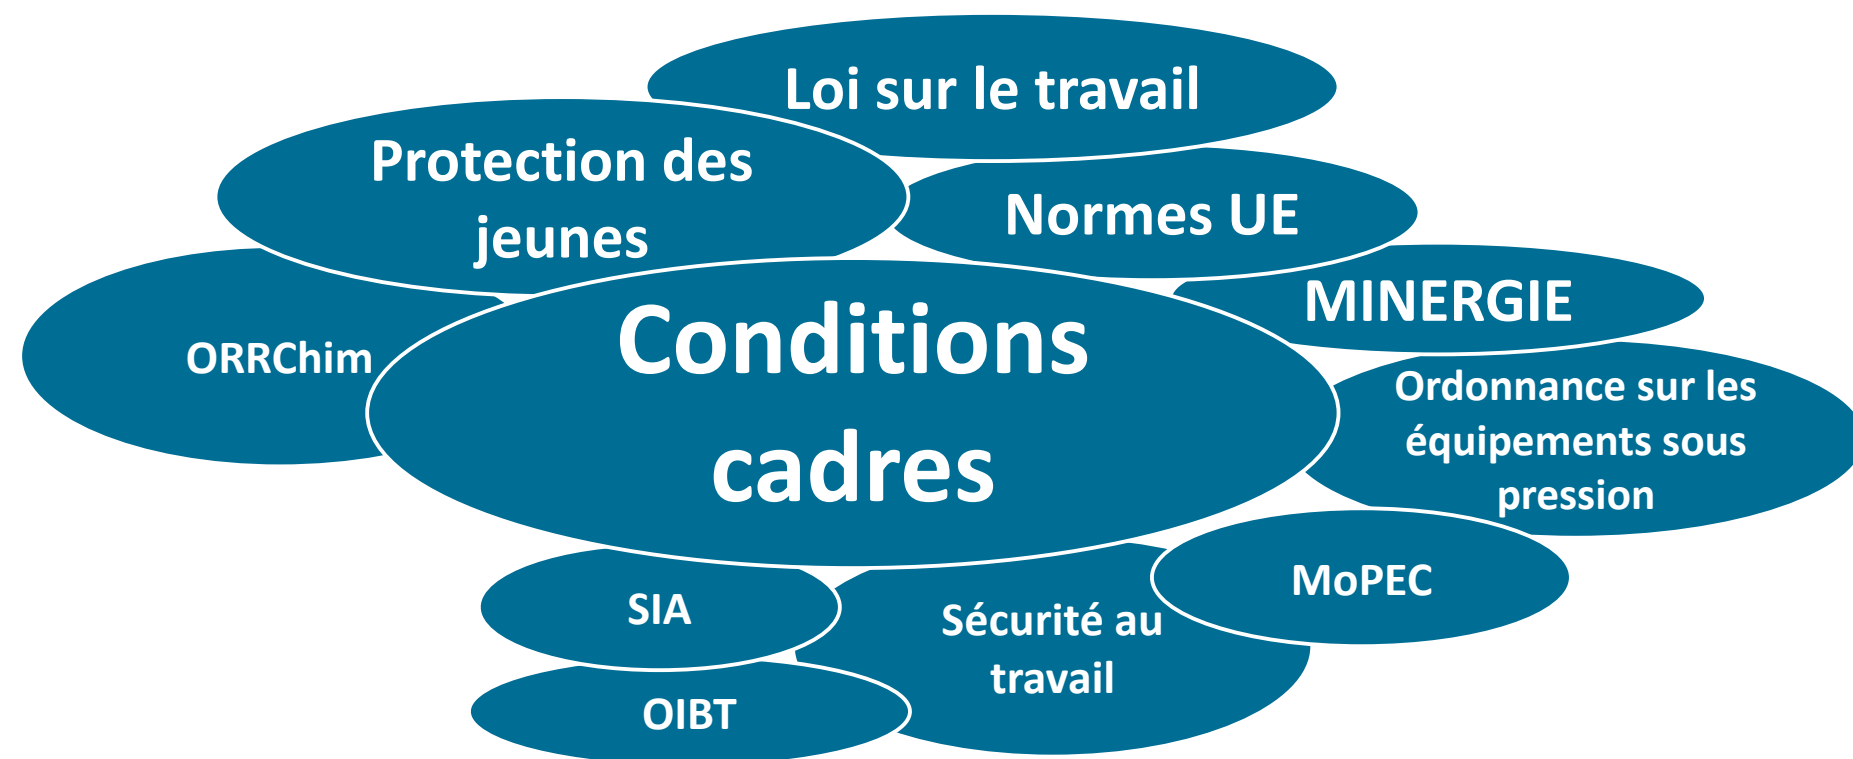 Loi sur le travail
Protection des
jeunes
Normes UE
MINERGIE
ORRChim
Conditions
cadres
Ordonnance sur les
équipements sous
pression
MoPEC
SIA
Sécurité au
travail
OIBT